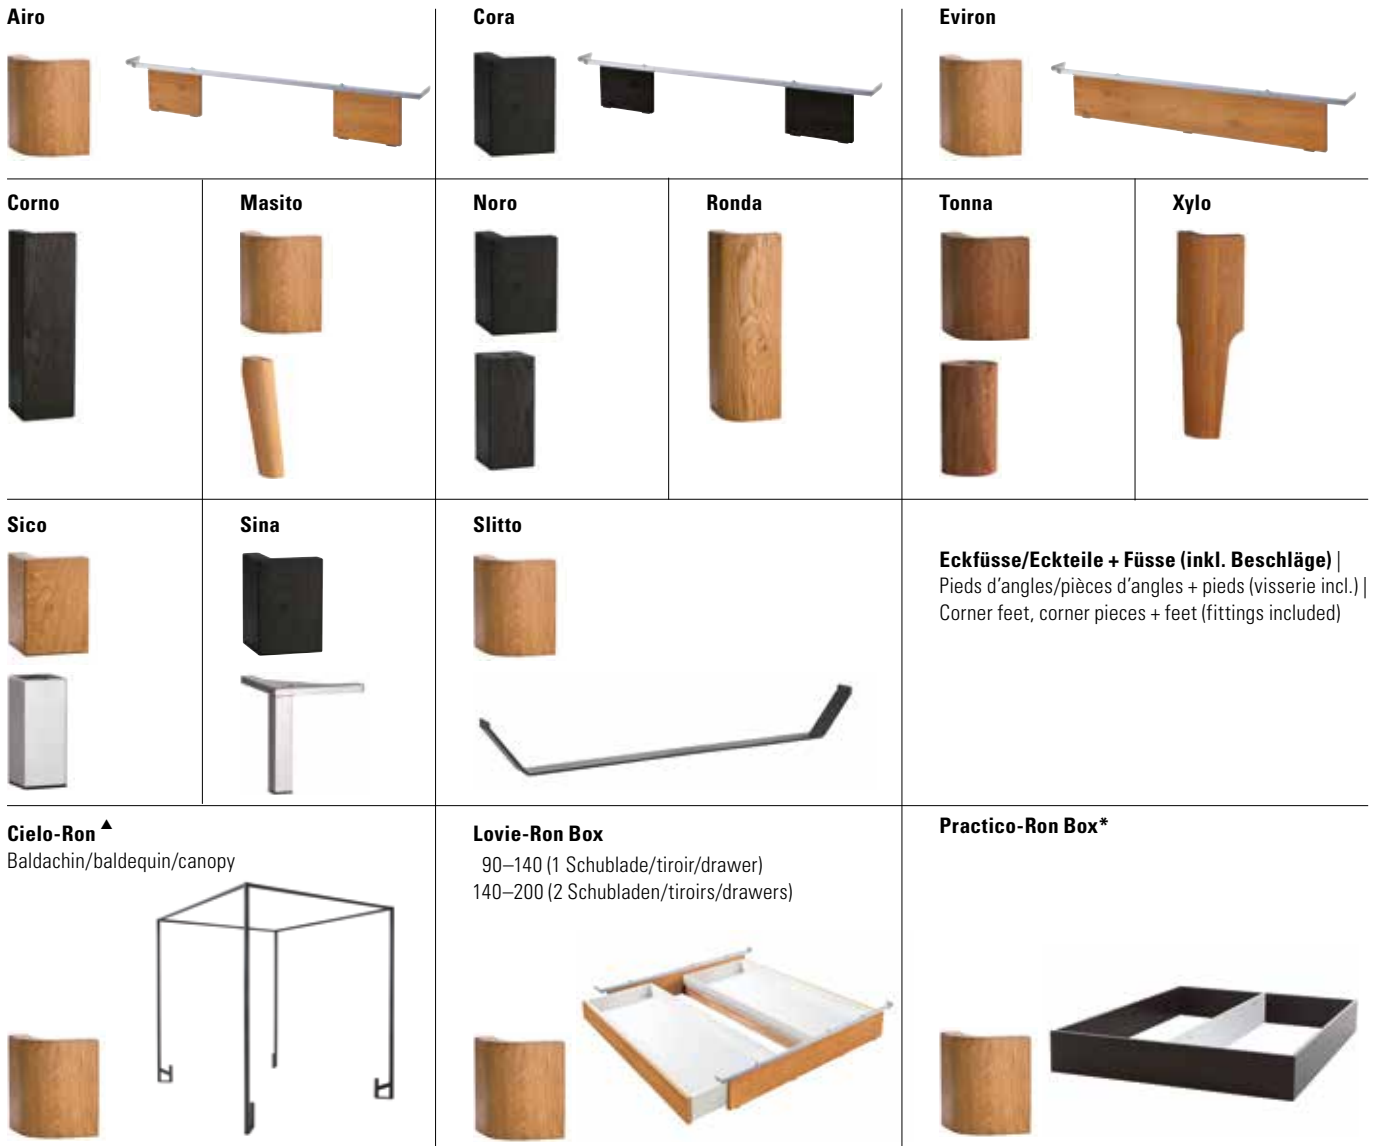 Airo
Cora
Eviron
Corno
Masito
Noro
Ronda
Tonna
Xylo
Sico
Sina
Slitto
Eckfüsse/Eckteile + Füsse (inkl. Beschläge) |
Pieds d'angles/pièces d'angles + pieds (visserie incl.) |
Corner feet, corner pieces + feet (fittings included)
Cielo-Ron ▲
Baldachin/baldequin/canopy
Lovie-Ron Box
90–140 (1 Schublade/tiroir/drawer)
140–200 (2 Schubladen/tiroirs/drawers)
Practico-Ron Box*